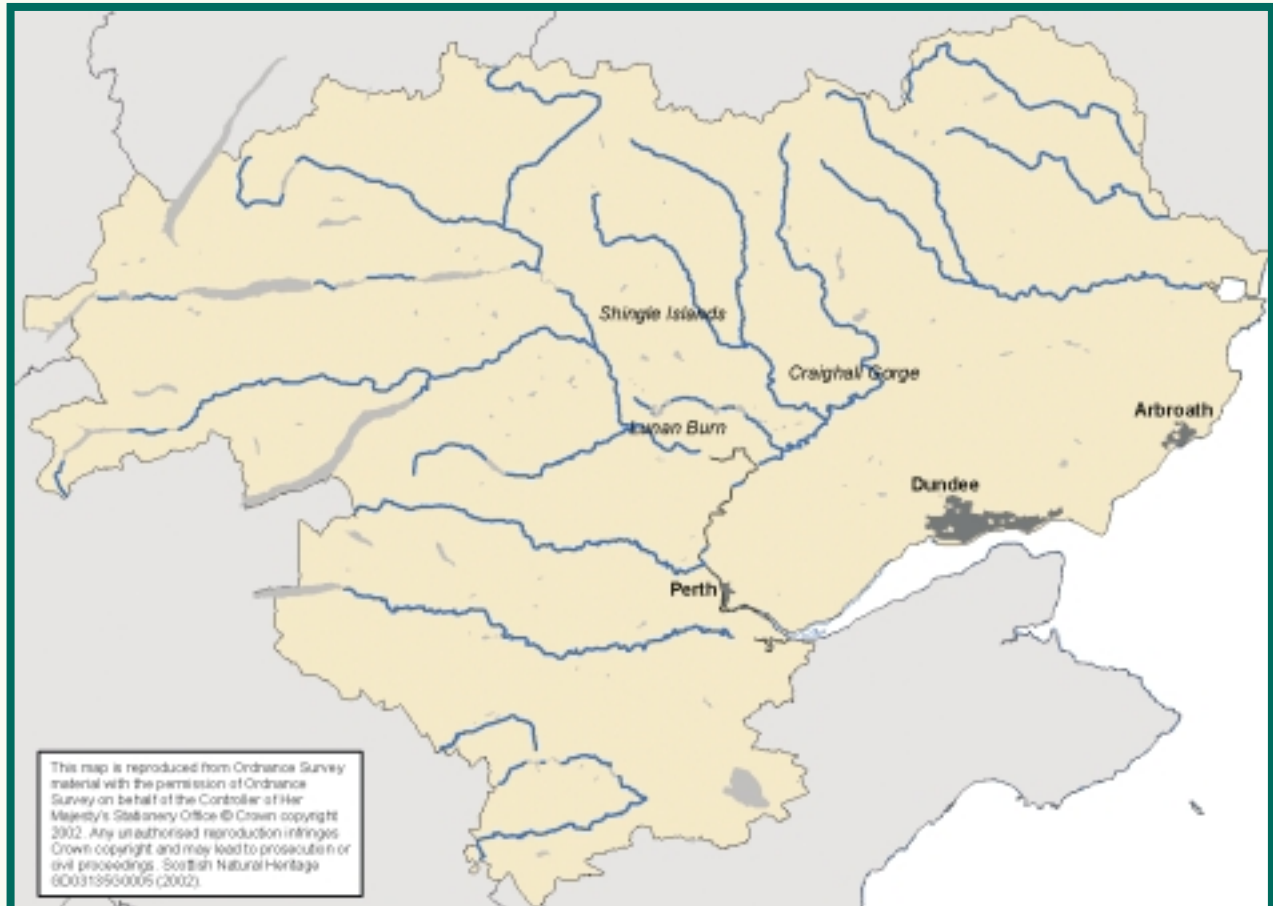 Shingle Islands
Craighall Gorge
Arbroath
Lunan Burn
Dundee
Perth
This map is reproduced from Ordnance Survey
material with the permission of Ordnance
Survey on behalf of the Controller of Her
Majesty's Stationery Office © Crown copyright
2002. Any unauthorised reproduction infringes
Crown copyright and may lead to prosecution or
civil proceedings. Scottish Natural Heritage
GD03135G0005 (2002).